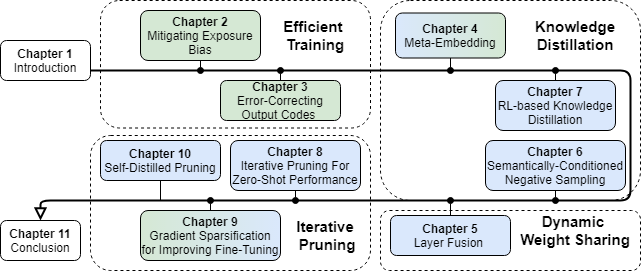 Chapter 1
Introduction
Chapter 2
Mitigating Exposure
Bias
Efficient
Training
Chapter 3
Error-Correcting
Output Codes
Chapter 4
Meta-Embedding
Knowledge
Distillation
Chapter 7
RL-based Knowledge
Distillation
Chapter 6
Semantically-Conditioned
Negative Sampling
Chapter 5
Layer Fusion
Dynamic
Weight Sharing
Chapter 8
Iterative Pruning For
Zero-Shot Performance
Chapter 10
Self-Distilled Pruning
Chapter 9
Gradient Sparsification
for Improving Fine-Tuning
Iterative
Pruning
Chapter 11
Conclusion